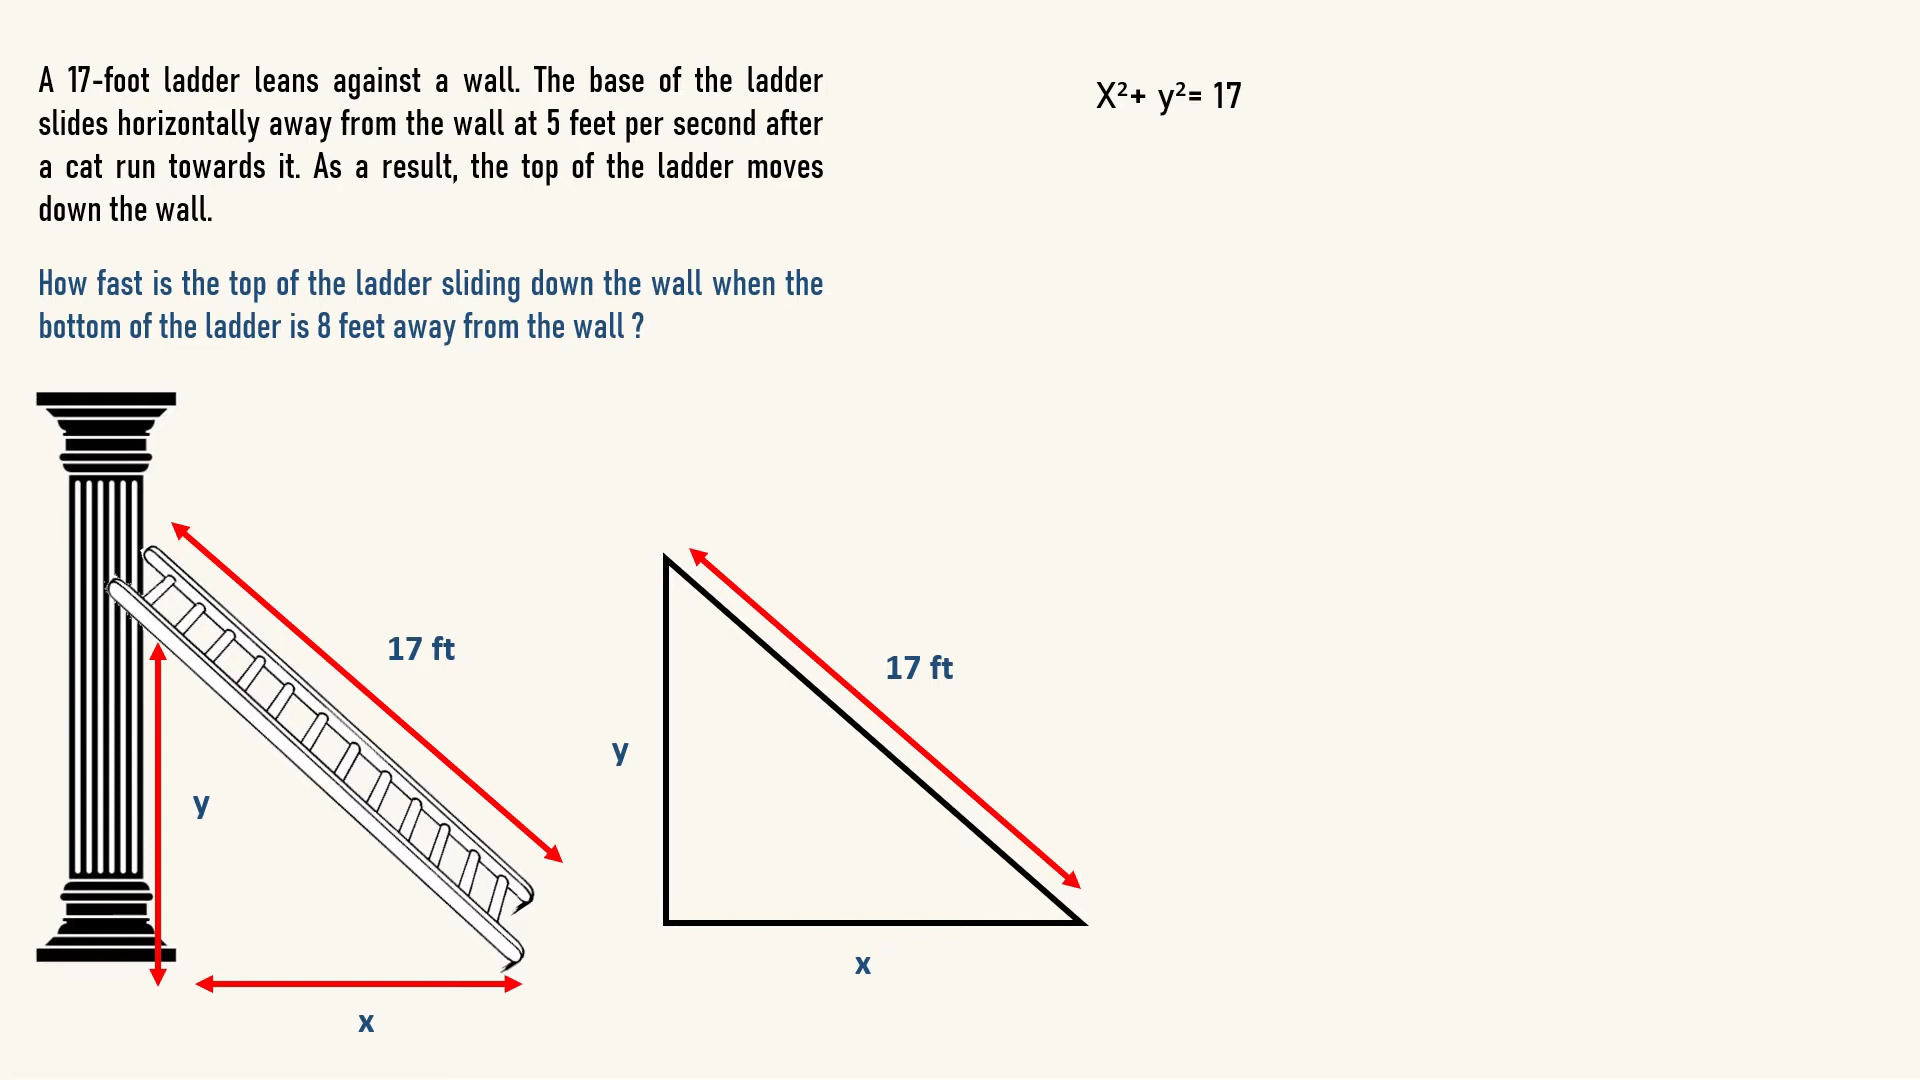 A 17-foot ladder leans against a wall. The base of the ladder
slides horizontally away from the wall at 5 feet per second after
a cat run towards it. As a result, the top of the ladder moves
down the wall.
How fast is the top of the ladder sliding down the wall when the
bottom of the ladder is 8 feet away from the wall ?
X²+ y²= 17
17 ft
y
x
17 ft
y
x